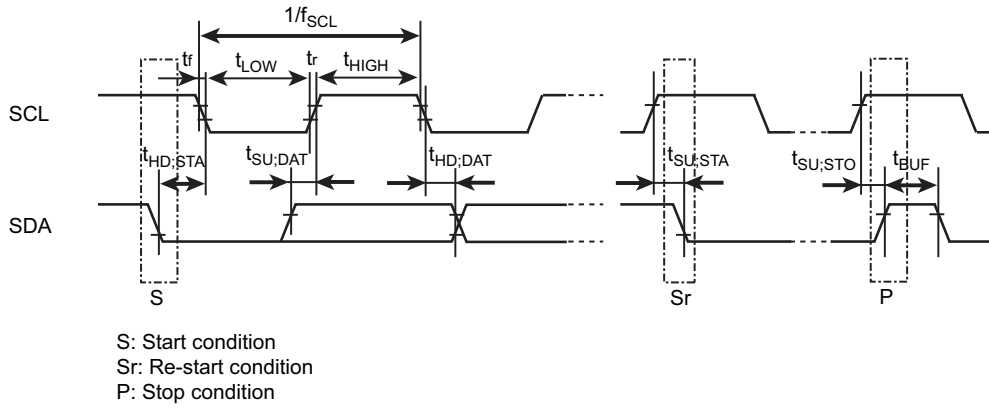 1/fSCL
tf tLOW tr tHIGH
SCL
tHD;STA tSU;DAT tHD;DAT tSU;STA tSU;STO tBUF
SDA
S Sr P
S: Start condition
Sr: Re-start condition
P: Stop condition